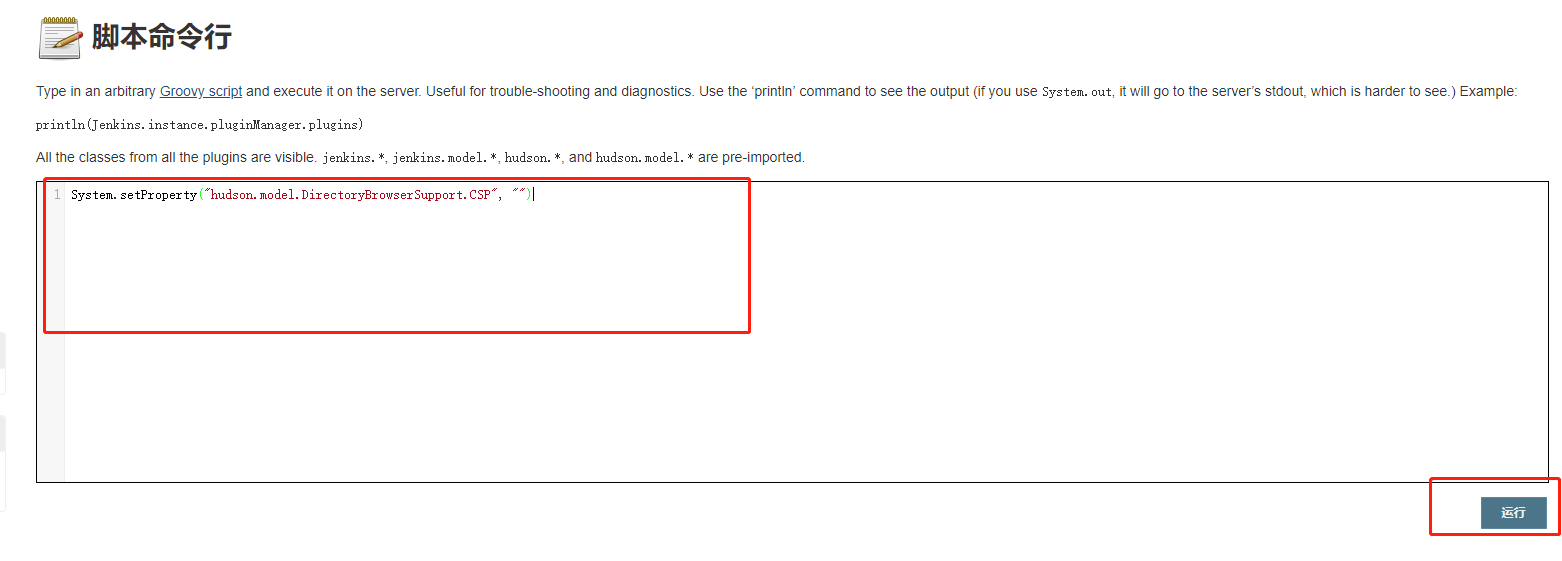 脚本命令行
Type in an arbitrary Groovy script and execute it on the server. Useful for trouble-shooting and diagnostics. Use the ‘println’ command to see the output (if you use System.out, it will go to the server’s stdout, which is harder to see.) Example:
println(Jenkins.instance.pluginManager.plugins)
All the classes from all the plugins are visible. jenkins.*, jenkins.model.*, hudson.*, and hudson.model.* are pre-imported.
1 System.setProperty("hudson.model.DirectoryBrowserSupport.CSP", "")
运行